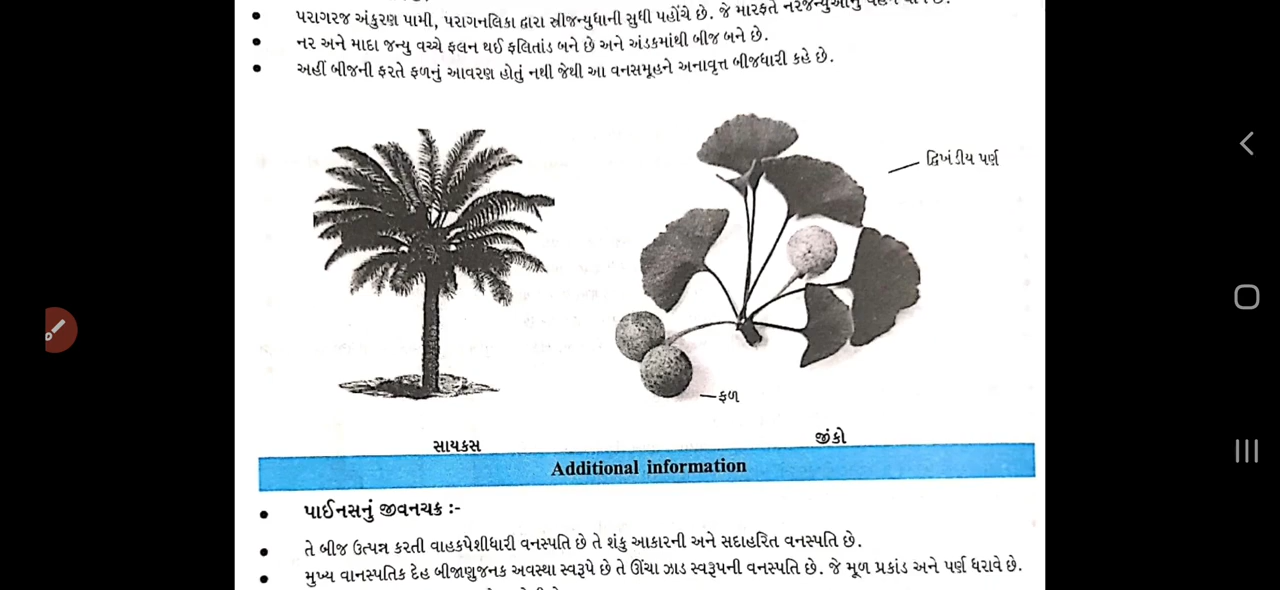 પરાગરજ અંકુરણ પામી, પરાગનલિકા દ્વારા સ્ત્રીજન્યુધાની સુધી પહોંચે છે. જે મારફતે નરજન્યુઓનું
નર અને માદા જન્યુ વચ્ચે ફલન થઈ ફલિતાંડ બને છે અને અંડકમાંથી બીજ બને છે.
અહીં બીજની ફરતે ફળનું આવરણ હોતું નથી જેથી આ વનસમૂહને અનાવૃત્ત બીજધારી કહે છે.
દ્વિખંડીય પર્ણ
ફળ
સાયકસ
જીંકો
Additional information
પાઈનસનું જીવનચક્ર :-
તે બીજ ઉત્પન્ન કરતી વાહકપેશીધારી વનસ્પતિ છે તે શંકુ આકારની અને સદાહરિત વનસ્પતિ છે.
મુખ્ય વાનસ્પતિક દેહ બીજાણુજનક અવસ્થા સ્વરૂપે છે તે ઊંચા ઝાડ સ્વરૂપની વનસ્પતિ છે. જે મૂળ પ્રકાંડ અને પર્ણ ધરાવે છે.